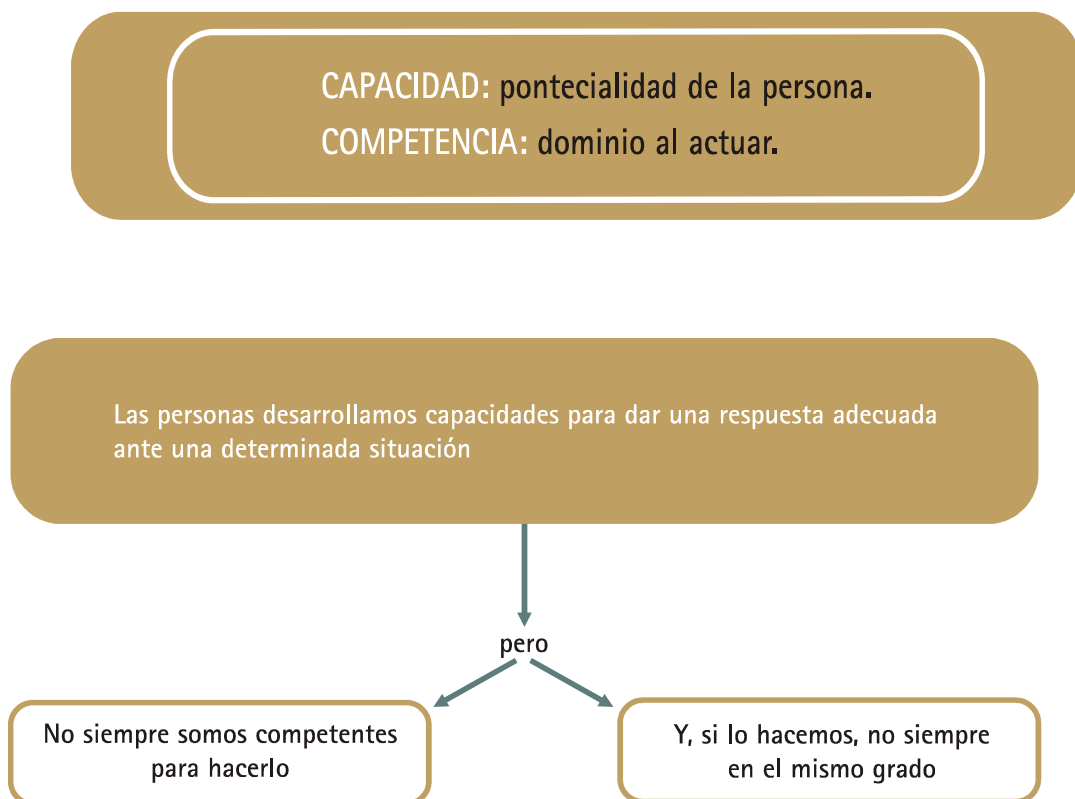 CAPACIDAD: pontecialidad de la persona.
COMPETENCIA: dominio al actuar.
Las personas desarrollamos capacidades para dar una respuesta adecuada
ante una determinada situación
pero
No siempre somos competentes
para hacerlo
Y, si lo hacemos, no siempre
en el mismo grado